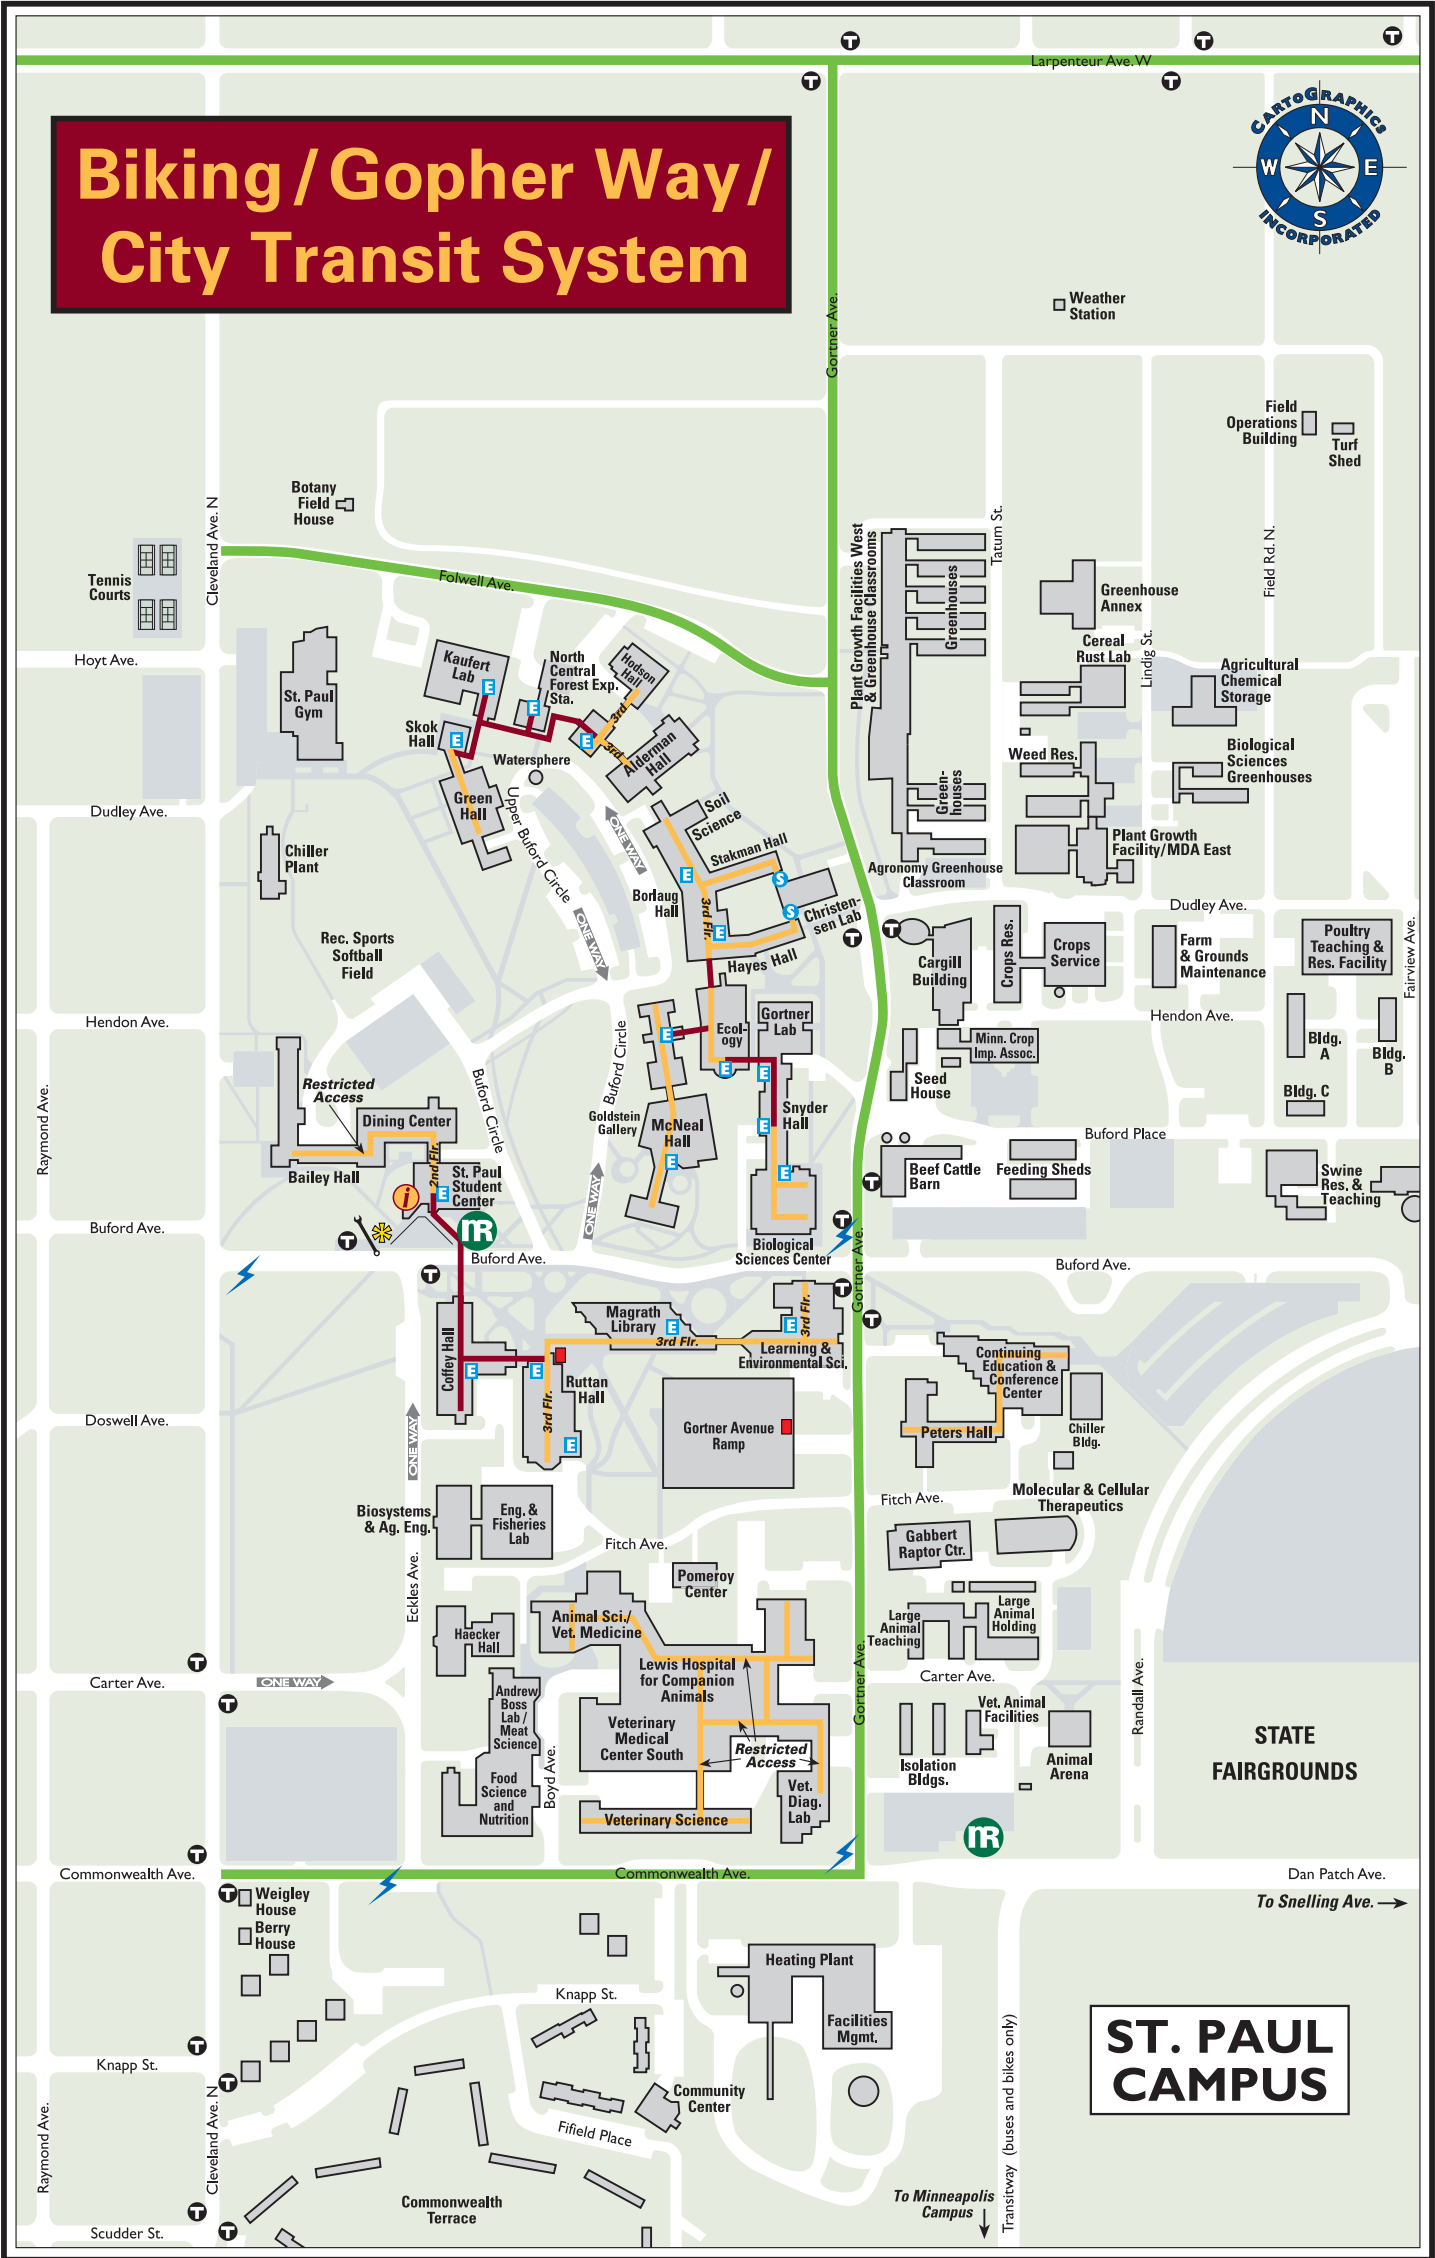 Larpenteur Ave. W
CARTOGRAPHICS
N
W
E
S
INCORPORATED
Biking / Gopher Way /
City Transit System
Gortner Ave.
Weather
Station
Field
Operations
Building
Turf
Shed
Botany
Field
House
Cleveland Ave. N
Tennis
Courts
Folwell Ave.
Plant Growth Facilities West
& Greenhouse Classrooms
Greenhouses
Tatum St.
Field Rd. N.
Greenhouse
Annex
Cereal
Rust Lab
Lindig St.
Hoyt Ave.
Kaufert
Lab
North
Central
Forest Exp.
Sta.
Hodson
Hall
3rd
3rd
Agricultural
Chemical
Storage
St. Paul
Gym
Skok
Hall
Watersphere
Alderman
Hall
Weed Res.
Biological
Sciences
Greenhouses
Green-
houses
Dudley Ave.
Green
Hall
Upper Buford Circle
ONE WAY
Soil
Science
Stakman Hall
Plant Growth
Facility/MDA East
Chiller
Plant
Agronomy Greenhouse
Classroom
Borlaug
Hall
3rd Flr.
Christen-
sen Lab
Dudley Ave.
Rec. Sports
Softball
Field
ONE WAY
Hayes Hall
Cargill
Building
Crops Res.
Crops
Service
Farm
& Grounds
Maintenance
Poultry
Teaching &
Res. Facility
Fairview Ave.
Hendon Ave.
Buford Circle
Ecol-
ogy
Gortner
Lab
Hendon Ave.
Minn. Crop
Imp. Assoc.
Bldg.
A
Bldg.
B
Seed
House
Bldg. C
Raymond Ave.
Restricted
Access
Dining Center
Buford Circle
Goldstein
Gallery
McNeal
Hall
Snyder
Hall
Buford Place
Bailey Hall
2nd Flr.
St. Paul
Student
Center
Beef Cattle
Barn
Feeding Sheds
Swine
Res. &
Teaching
ONE WAY
Buford Ave.
Buford Ave.
Biological
Sciences Center
Gortner Ave.
Buford Ave.
Coffey Hall
Magrath
Library
3rd Flr.
3rd Flr.
Learning &
Environmental Sci.
Continuing
Education &
Conference
Center
Ruttan
Hall
3rd Flr.
Doswell Ave.
ONE WAY
Gortner Avenue
Ramp
Peters Hall
Chiller
Bldg.
Biosystems
& Ag. Eng.
Eng. &
Fisheries
Lab
Fitch Ave.
Fitch Ave.
Molecular & Cellular
Therapeutics
Gabbert
Raptor Ctr.
Eckles Ave.
Pomeroy
Center
Haecker
Hall
Animal Sci./
Vet. Medicine
Large
Animal
Teaching
Large
Animal
Holding
Carter Ave.
ONE WAY
Lewis Hospital
for Companion
Animals
Gortner Ave.
Carter Ave.
Randall Ave.
Andrew
Boss
Lab /
Meat
Science
Veterinary
Medical
Center South
Restricted
Access
Vet. Animal
Facilities
Isolation
Bldgs.
Animal
Arena
STATE
FAIRGROUNDS
Food
Science
and
Nutrition
Boyd Ave.
Veterinary Science
Vet.
Diag.
Lab
Commonwealth Ave.
Commonwealth Ave.
Dan Patch Ave.
To Snelling Ave.
Weigley
House
Berry
House
Heating Plant
Knapp St.
Facilities
Mgmt.
ST. PAUL
CAMPUS
Knapp St.
Community
Center
Transitway (buses and bikes only)
Raymond Ave.
Cleveland Ave. N
Fifield Place
Commonwealth
Terrace
To Minneapolis
Campus
Scudder St.